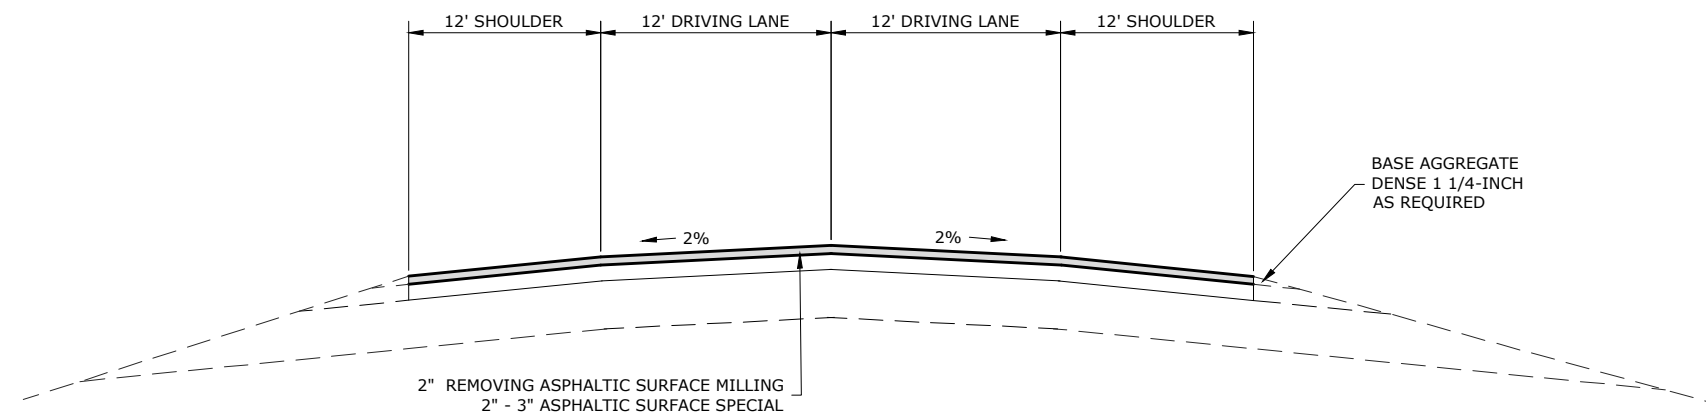 12' SHOULDER 12' DRIVING LANE 12' DRIVING LANE 12' SHOULDER
BASE AGGREGATE
DENSE 1 1/4-INCH
AS REQUIRED
2% 2%
2" REMOVING ASPHALTIC SURFACE MILLING
2" - 3" ASPHALTIC SURFACE SPECIAL